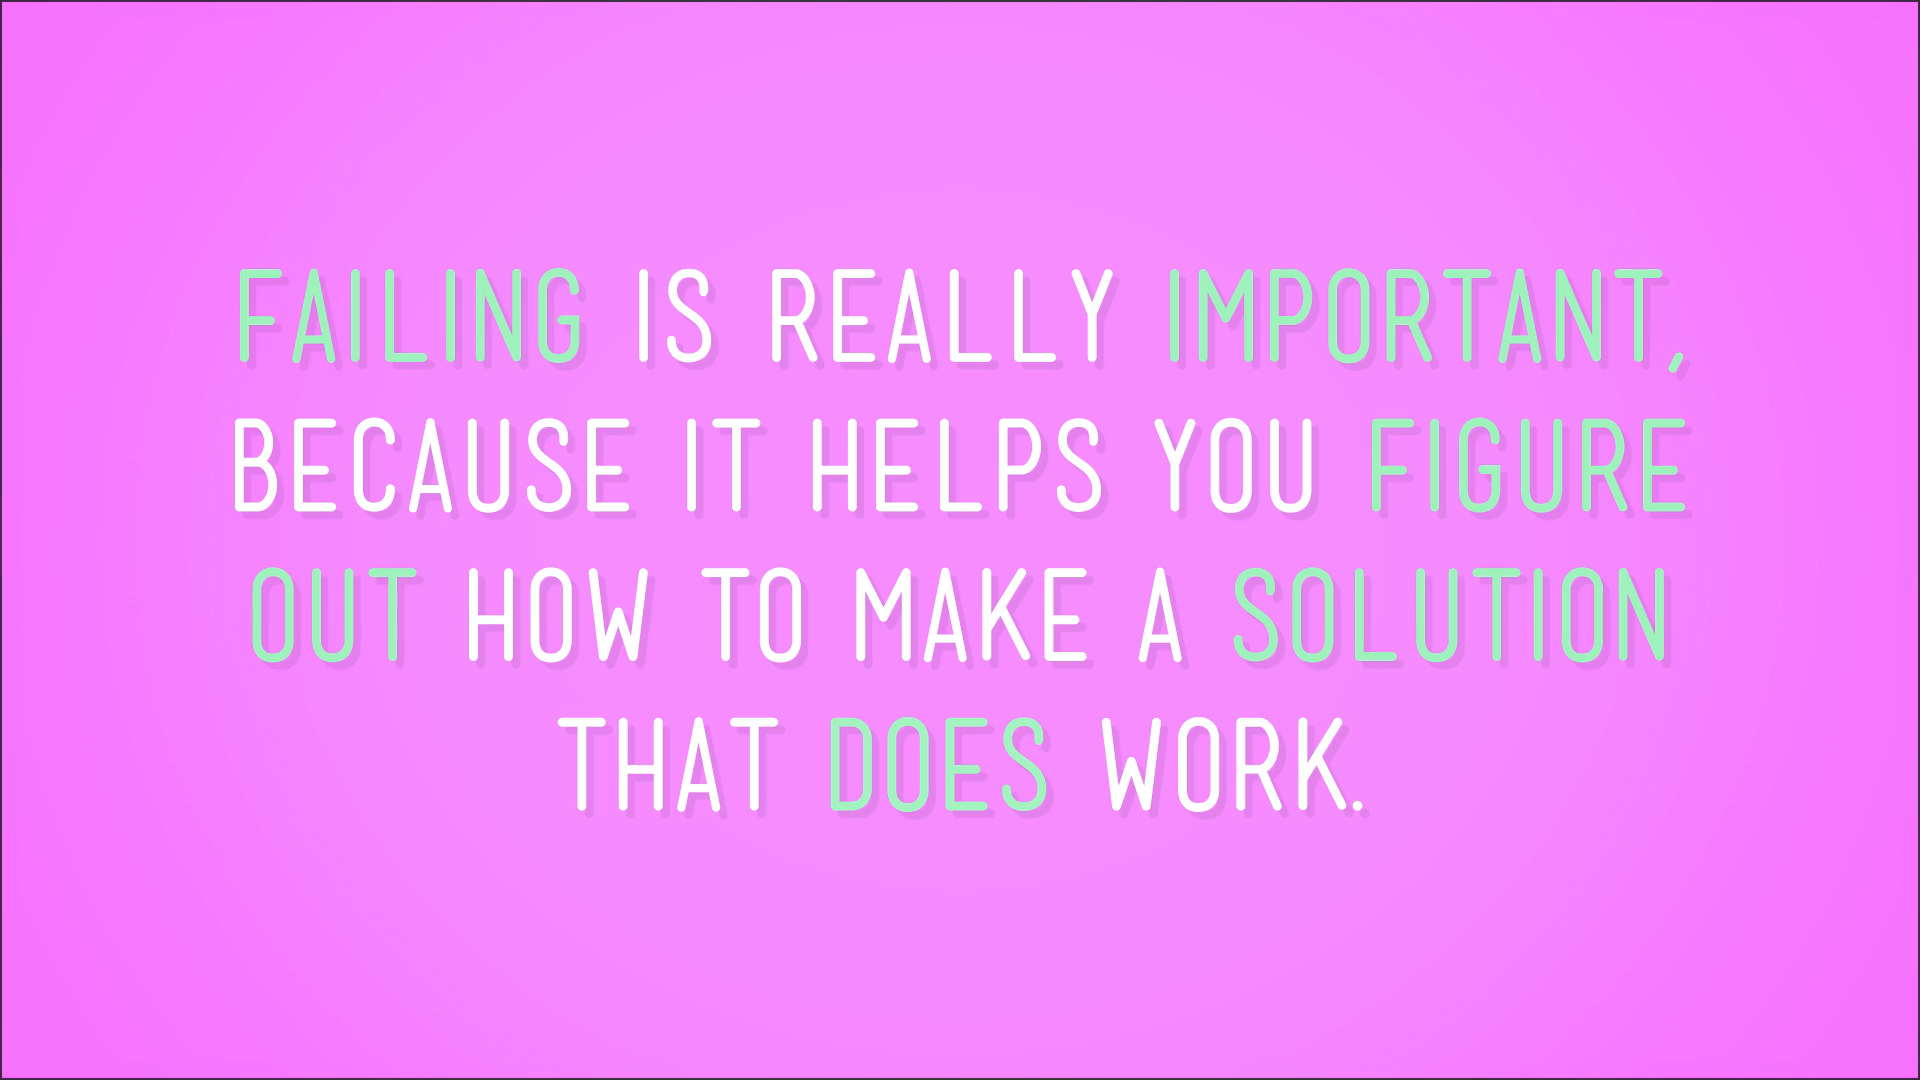 FAILING IS REALLY IMPORTANT,
BECAUSE IT HELPS YOU FIGURE
OUT HOW TO MAKE A SOLUTION
THAT DOES WORK.